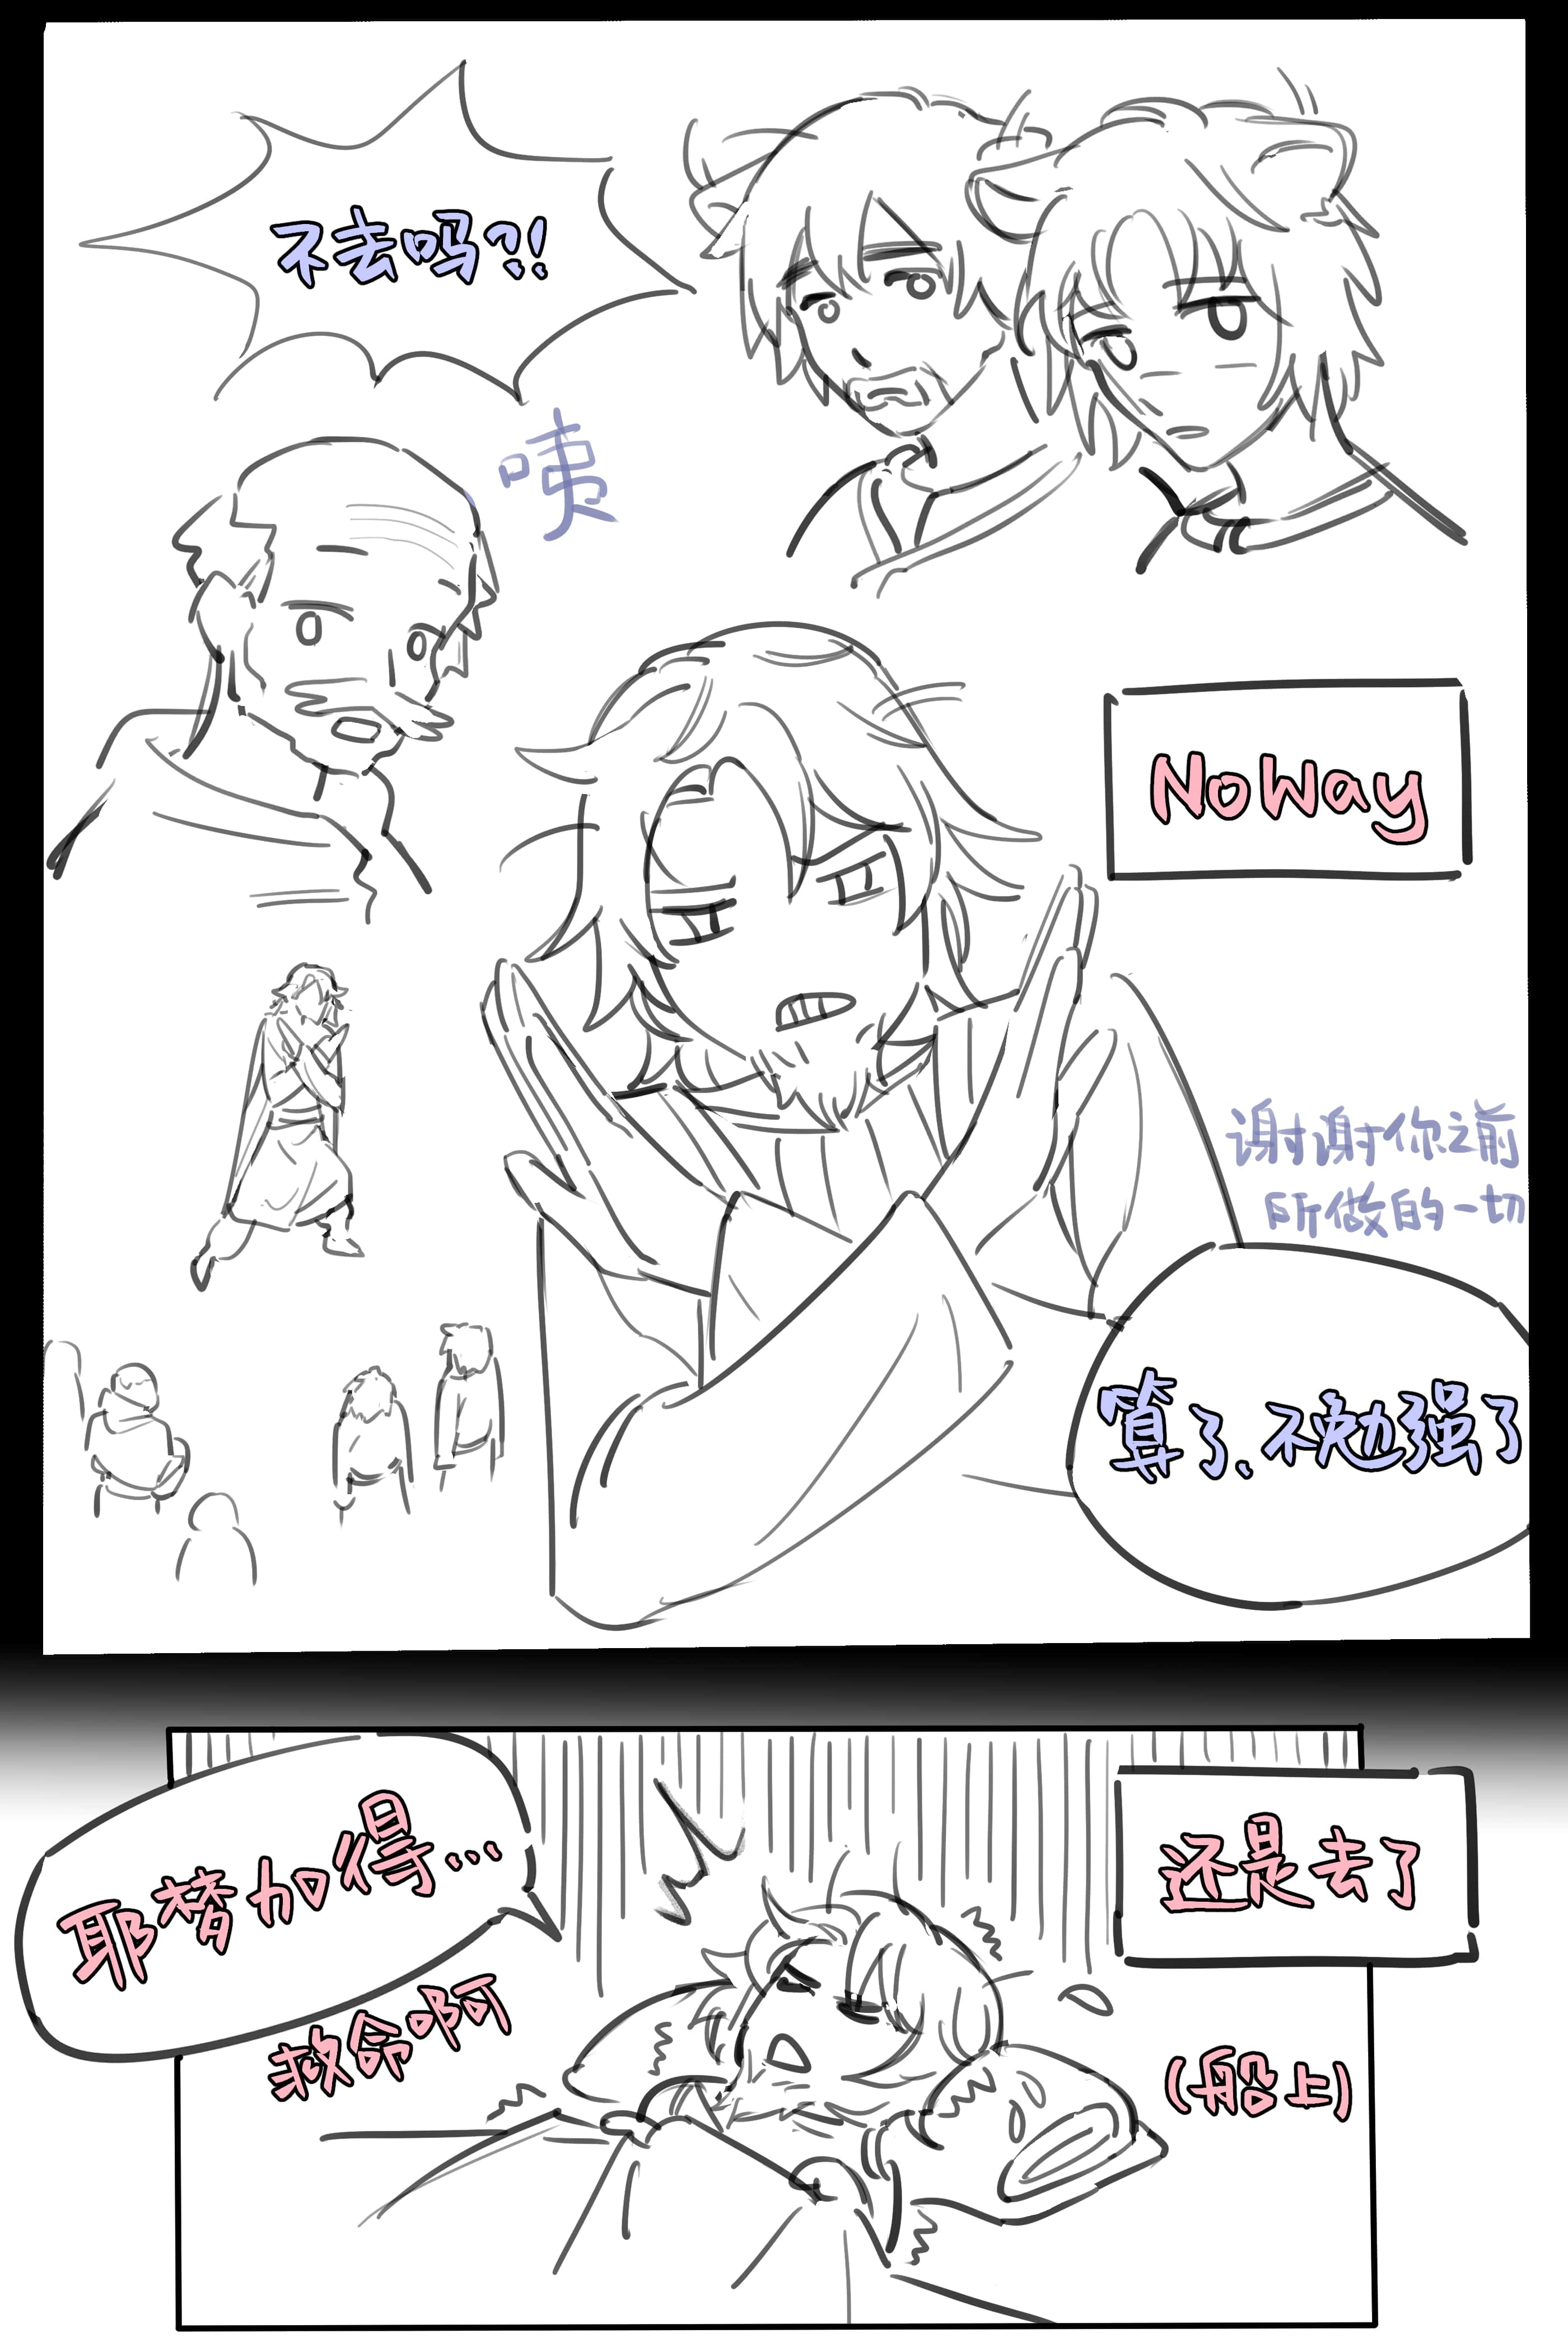 不去吗?!
咦
NoWay
谢谢你之前
所做的一切
算了、不勉强了
耶梦加得…
救命啊
还是去了
(船上)